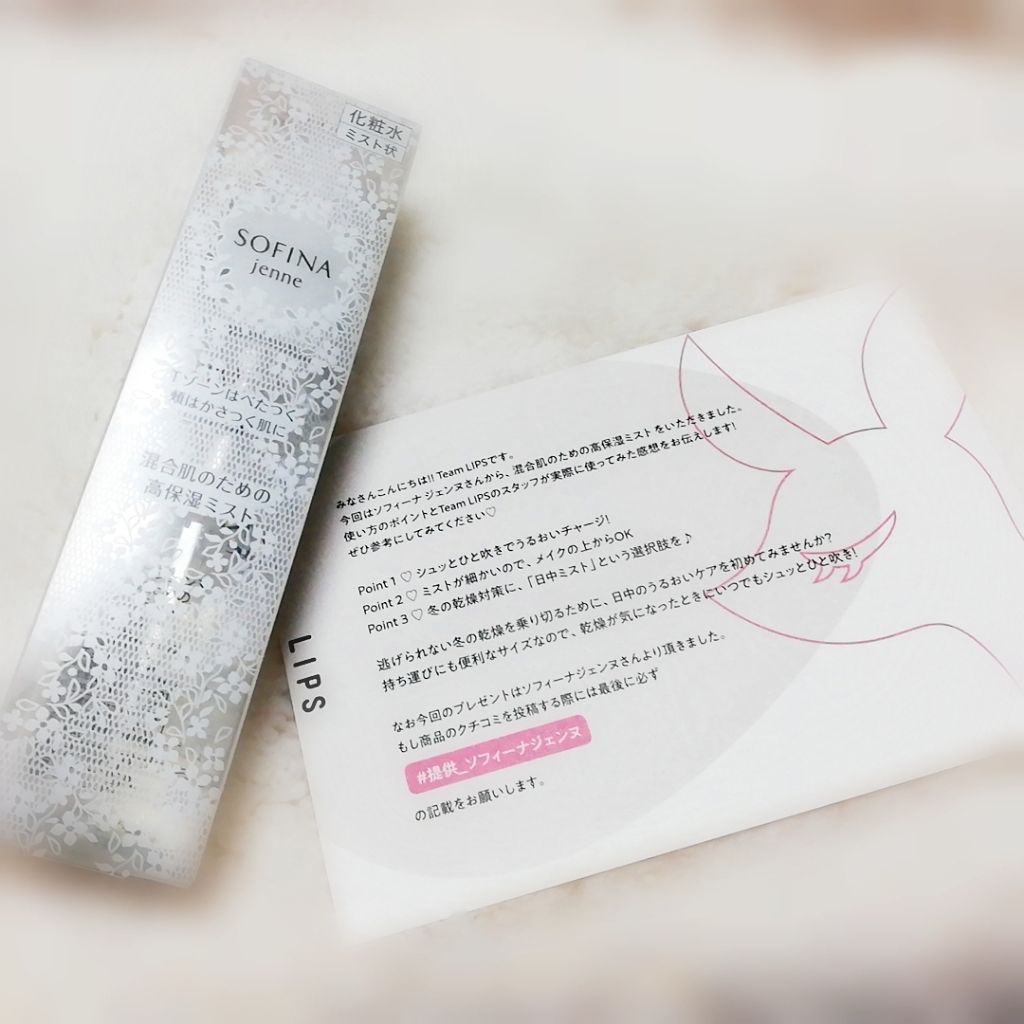 化粧水
ミスト状
SOFINA
jenne
Tゾーンはべたつく
頬はかさつく肌に
混合肌のための
高保湿ミスト
みなさんこんにちは!! Team LIPSです。
今回はソフィーナ ジェンヌさんから、混合肌のための高保湿ミストをいただきました。
使い方のポイントとTeam LIPSのスタッフが実際に使ってみた感想をお伝えします!
ぜひ参考にしてみてください♡
Point 1 ♡ シュッとひと吹きでうるおいチャージ!
Point 2 ♡ ミストが細かいので、メイクの上からOK
Point 3 ♡ 冬の乾燥対策に、「日中ミスト」という選択肢を♪
逃げられない冬の乾燥を乗り切るために、日中のうるおいケアを初めてみませんか?
持ち運びにも便利なサイズなので、乾燥が気になったときにいつでもシュッとひと吹き!
なお今回のプレゼントはソフィーナジェンヌさんより頂きました。
もし商品のクチコミを投稿する際には最後に必ず
#提供_ソフィーナジェンヌ
の記載をお願いします。
LIPS